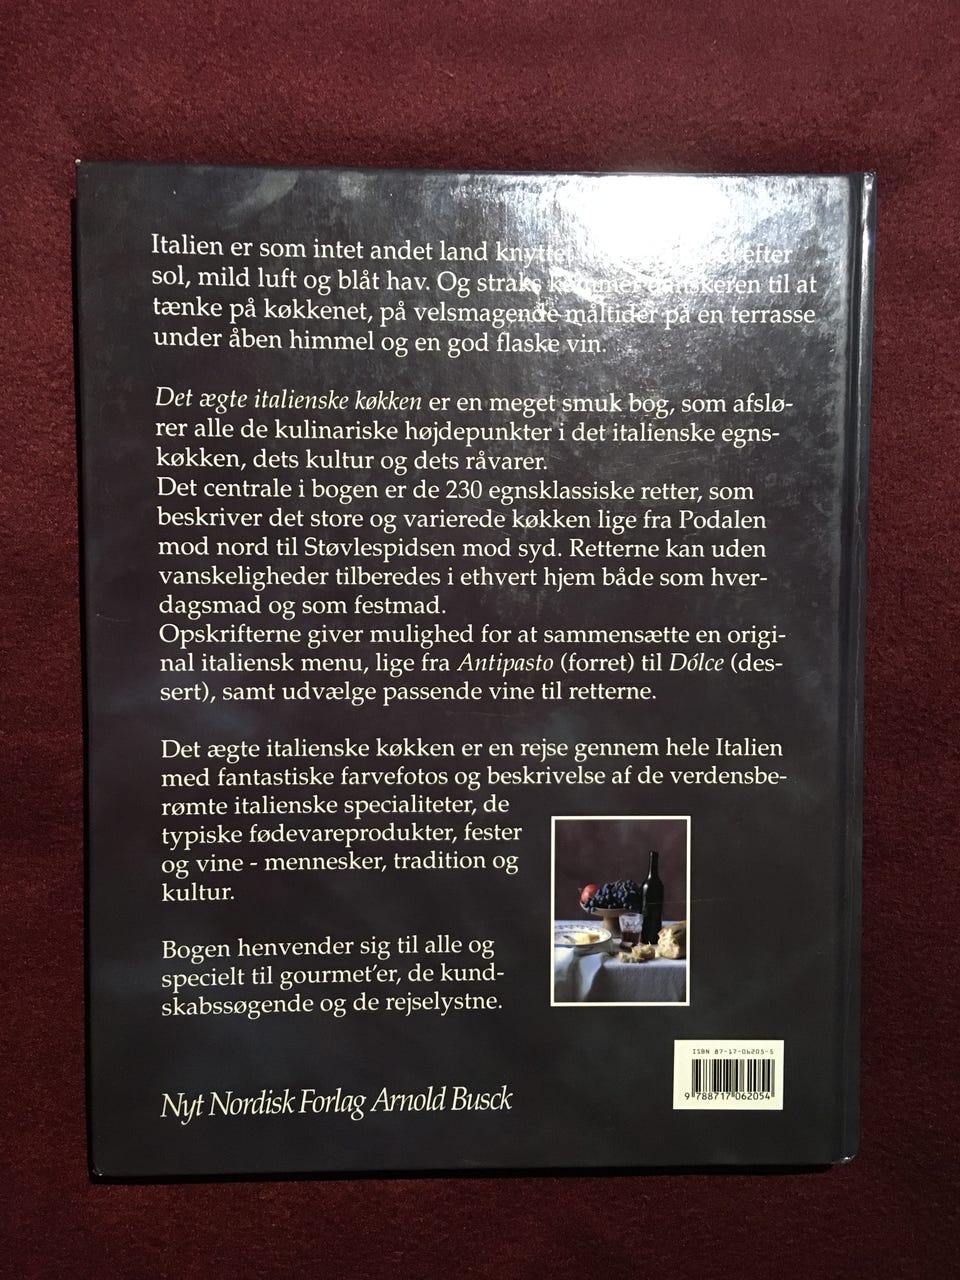 Italien er som intet andet land knyttet efter
sol, mild luft og blåt hav. Og straks kommer danskeren til at
tænke på køkkenet, på velsmagende måltider på en terrasse
under åben himmel og en god flaske vin.
Det ægte italienske køkken er en meget smuk bog, som afslø-
rer alle de kulinariske højdepunkter i det italienske egns-
køkken, dets kultur og dets råvarer.
Det centrale i bogen er de 230 egnsklassiske retter, som
beskriver det store og varierede køkken lige fra Podalen
mod nord til Støvlespidsen mod syd. Retterne kan uden
vanskeligheder tilberedes i ethvert hjem både som hver-
dagsmad og som festmad.
Opskrifterne giver mulighed for at sammensætte en origi-
nal italiensk menu, lige fra Antipasto (forret) til Dólce (des-
sert), samt udvælge passende vine til retterne.
Det ægte italienske køkken er en rejse gennem hele Italien
med fantastiske farvefotos og beskrivelse af de verdensbe-
rømte italienske specialiteter, de
typiske fødevareprodukter, fester
og vine - mennesker, tradition og
kultur.
Bogen henvender sig til alle og
specielt til gourmet'er, de kund-
skabssøgende og de rejselystne.
ISBN 87-17-06205-5
9 788717 062054
Nyt Nordisk Forlag Arnold Busck